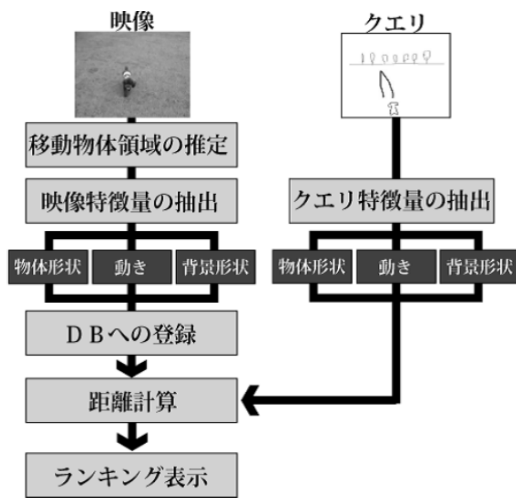 映像
移動物体領域の推定
映像特徴量の抽出
物体形状
動き
背景形状
ＤＢへの登録
距離計算
ランキング表示
クエリ
クエリ特徴量の抽出
物体形状
動き
背景形状